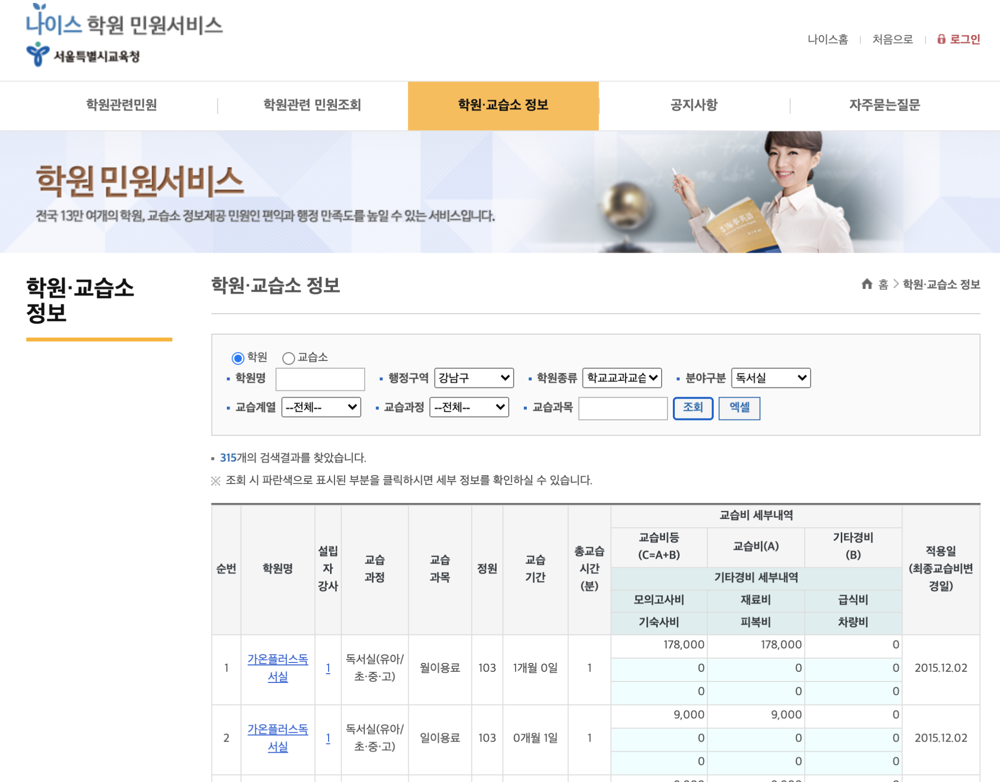 나이스 학원 민원서비스
서울특별시교육청
나이스홈
처음으로
로그인
학원관련민원
학원관련 민원조회
학원·교습소 정보
공지사항
자주묻는질문
학원 민원서비스
전국 13만 여개의 학원, 교습소 정보제공 민원인 편익과 행정 만족도를 높일 수 있는 서비스입니다.
海事英語
학원·교습소
정보
학원·교습소 정보
홈 > 학원·교습소 정보
학원 교습소
학원명 행정구역 강남구 학원종류 학교교과교습 분야구분 독서실
교습계열 --전체-- 교습과정 --전체-- 교습과목 조회 엑셀
315개의 검색결과를 찾았습니다.
※ 조회 시 파란색으로 표시된 부분을 클릭하시면 세부 정보를 확인하실 수 있습니다.
순번
학원명
설립
자
강사
교습
과정
교습
과목
정원
교습
기간
총교습
시간
(분)
교습비 세부내역
교습비등
(C=A+B)
교습비(A)
기타경비
(B)
기타경비 세부내역
모의고사비 재료비 급식비
기숙사비 피복비 차량비
적용일
(최종교습비변
경일)
1
가온플러스독
서실
1
독서실(유아/
초·중·고)
월이용료
103
1개월 0일
1
178,000 178,000 0
0 0 0
0 0 0
2015.12.02
2
가온플러스독
서실
1
독서실(유아/
초·중·고)
일이용료
103
0개월 1일
1
9,000 9,000 0
0 0 0
0 0 0
2015.12.02